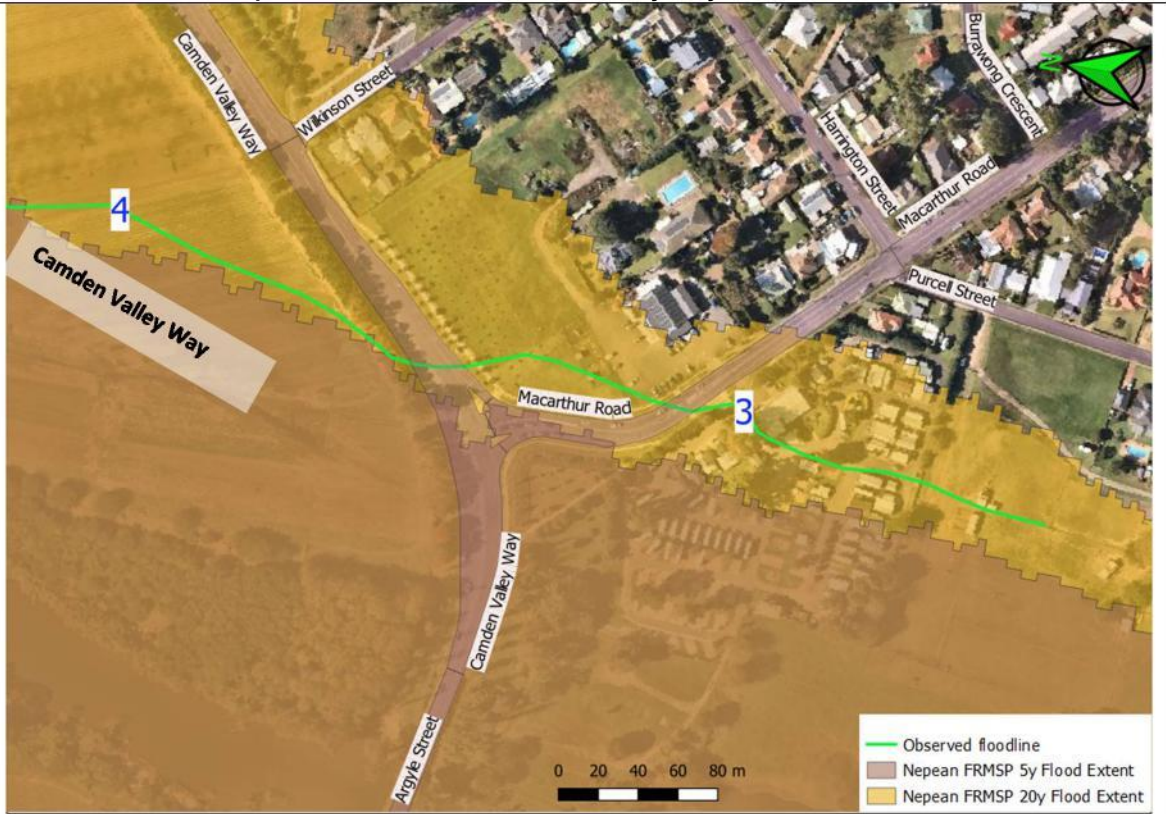 Camden Valley Way
Wilkinson Street
Burrawong Crescent
N
Harrington Street
Macarthur Road
Purcell Street
4
Camden Valley Way
Macarthur Road
3
Camden Valley Way
Argyle Street
0 20 40 60 80 m
Observed floodline
Nepean FRMSP 5y Flood Extent
Nepean FRMSP 20y Flood Extent